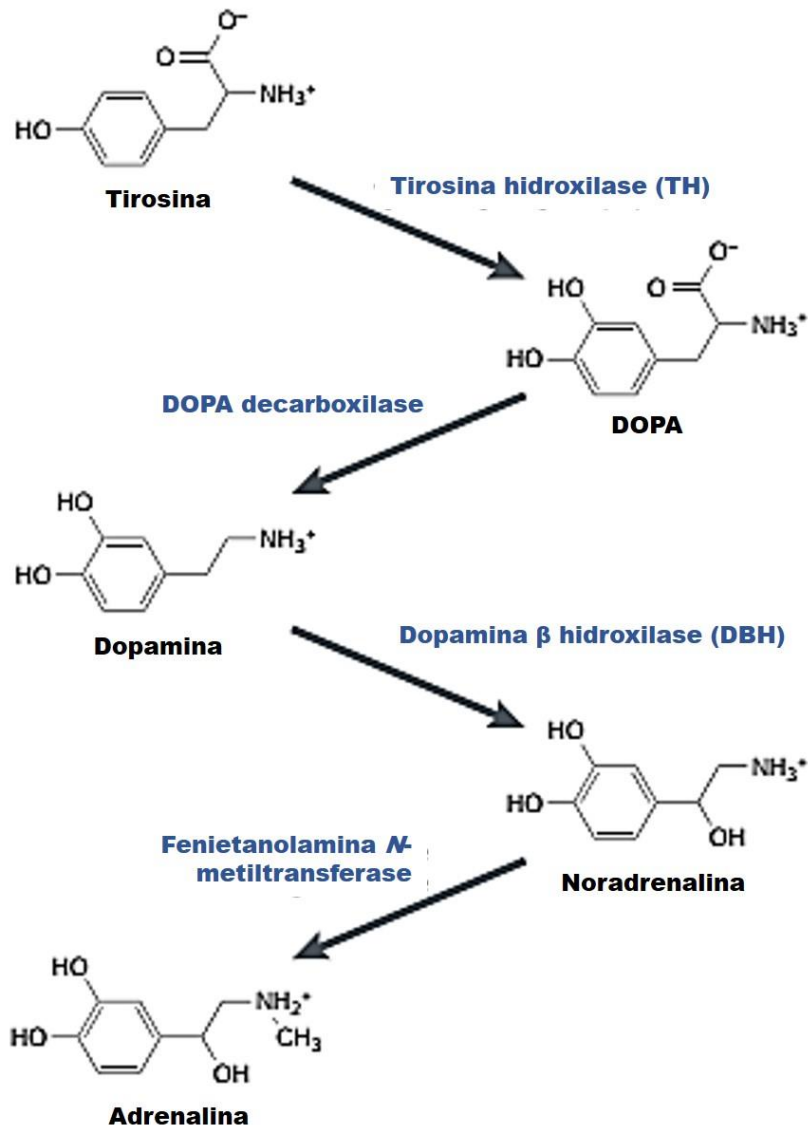 O⁻
O
NH₃⁺
HO
Tirosina
Tirosina hidroxilase (TH)
O⁻
HO
O
NH₃⁺
HO
DOPA decarboxilase
DOPA
HO
NH₃⁺
HO
Dopamina
Dopamina β hidroxilase (DBH)
HO
NH₃⁺
HO
OH
Fenietanolamina N-
metiltransferase
Noradrenalina
HO
NH₂⁺
HO
CH₃
OH
Adrenalina